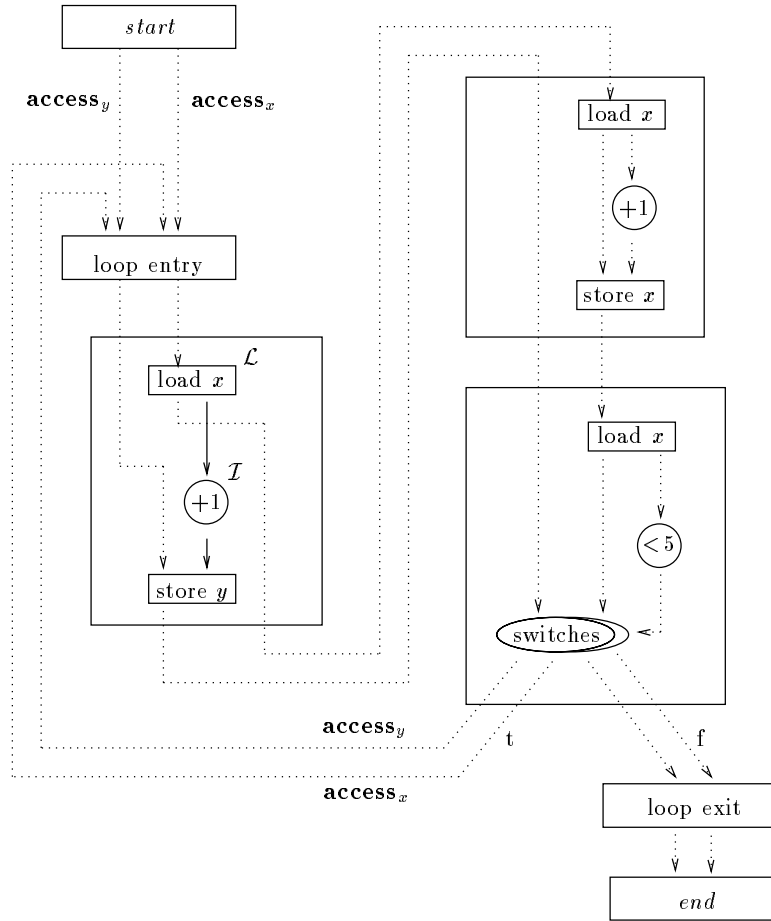 start
access_y
access_x
loop entry
load x
ℒ
ℐ
+1
store y
load x
+1
store x
load x
< 5
switches
access_y
t
f
access_x
loop exit
end